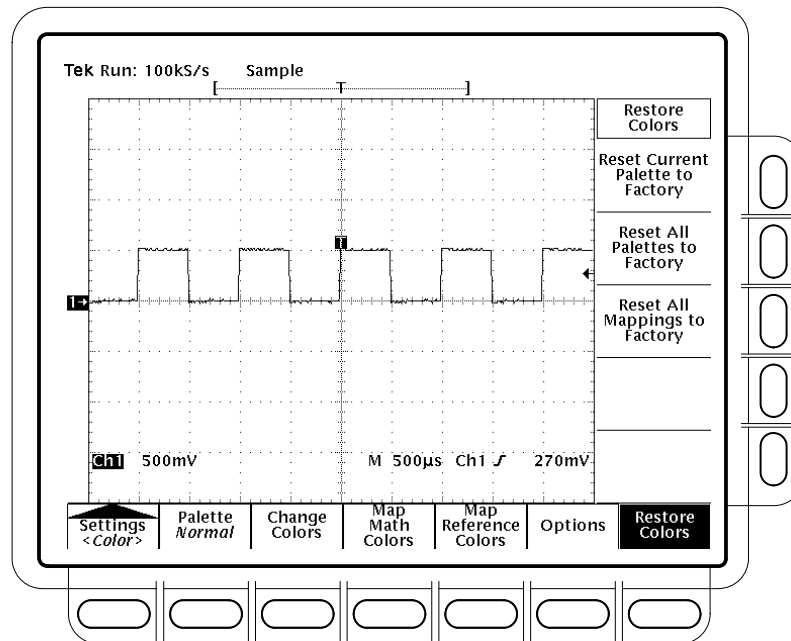 Tek Run: 100kS/s Sample
[ T ]
Restore
Colors
Reset Current
Palette to
Factory
Reset All
Palettes to
Factory
Reset All
Mappings to
Factory
T
1
Ch1 500mV M 500µs Ch1 270mV
Settings
<Color>
Palette
Normal
Change
Colors
Map
Math
Colors
Map
Reference
Colors
Options
Restore
Colors